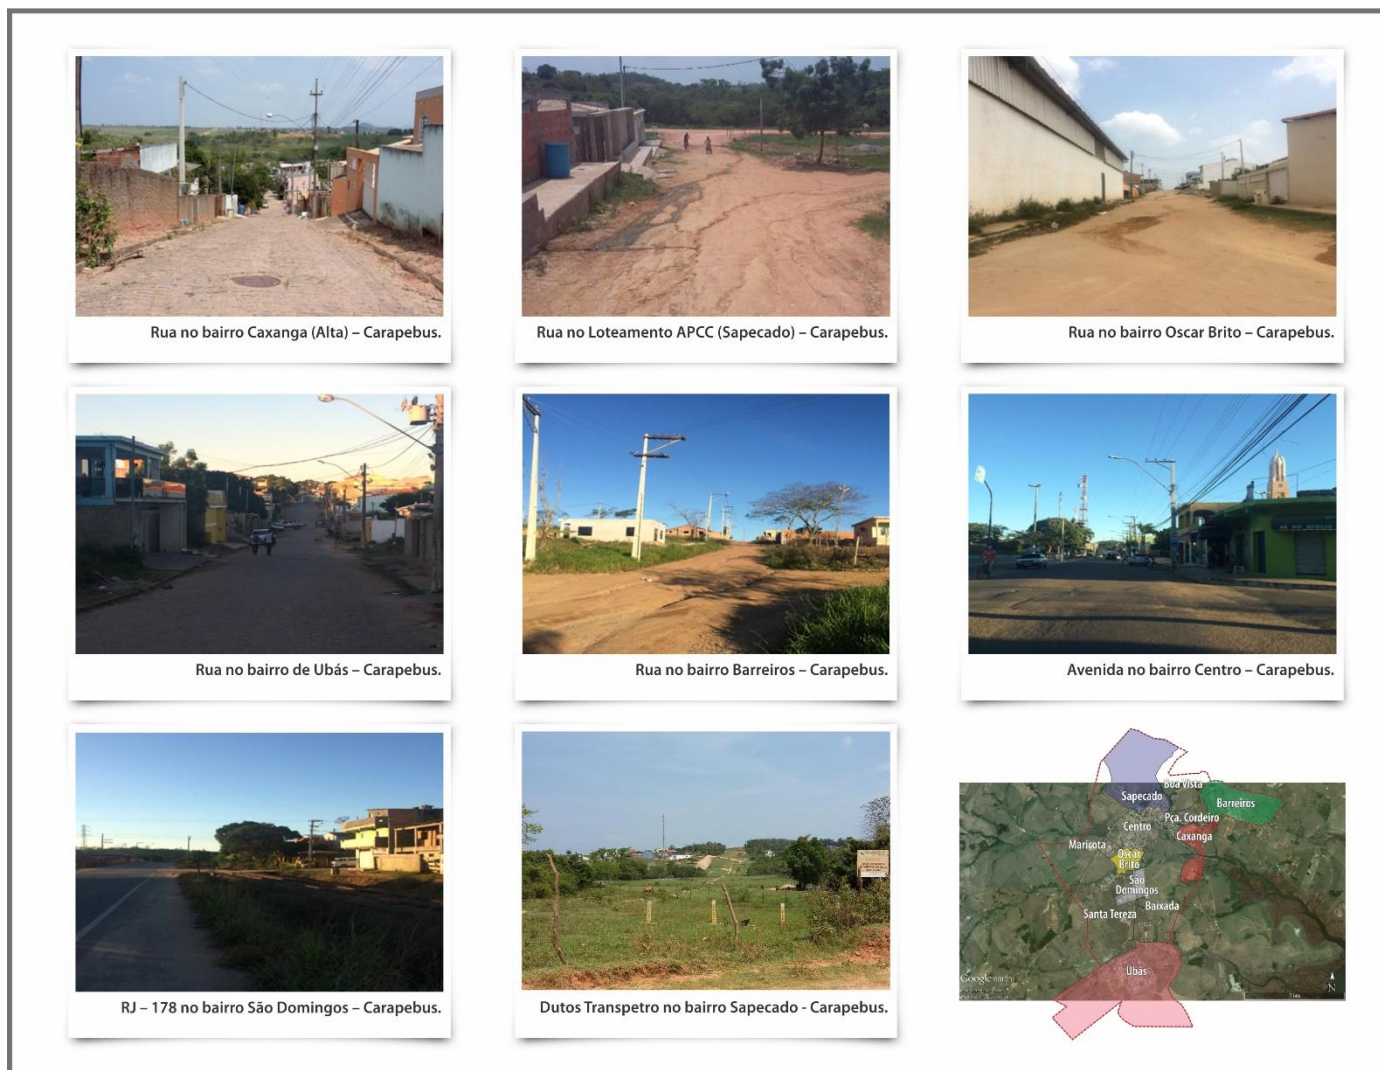 Rua no bairro Caxanga (Alta) – Carapebus.
Rua no Loteamento APCC (Sapecado) – Carapebus.
Rua no bairro Oscar Brito – Carapebus.
Rua no bairro de Ubás – Carapebus.
Rua no bairro Barreiros – Carapebus.
Avenida no bairro Centro – Carapebus.
RJ – 178 no bairro São Domingos – Carapebus.
Dutos Transpetro no bairro Sapecado - Carapebus.
Boa Vista
Sapecado
Barreiros
Pça. Cordeiro
Centro
Caxanga
Maricota
Oscar
Brito
São
Domingos
Baixada
Santa Tereza
Ubás
Google earth
N